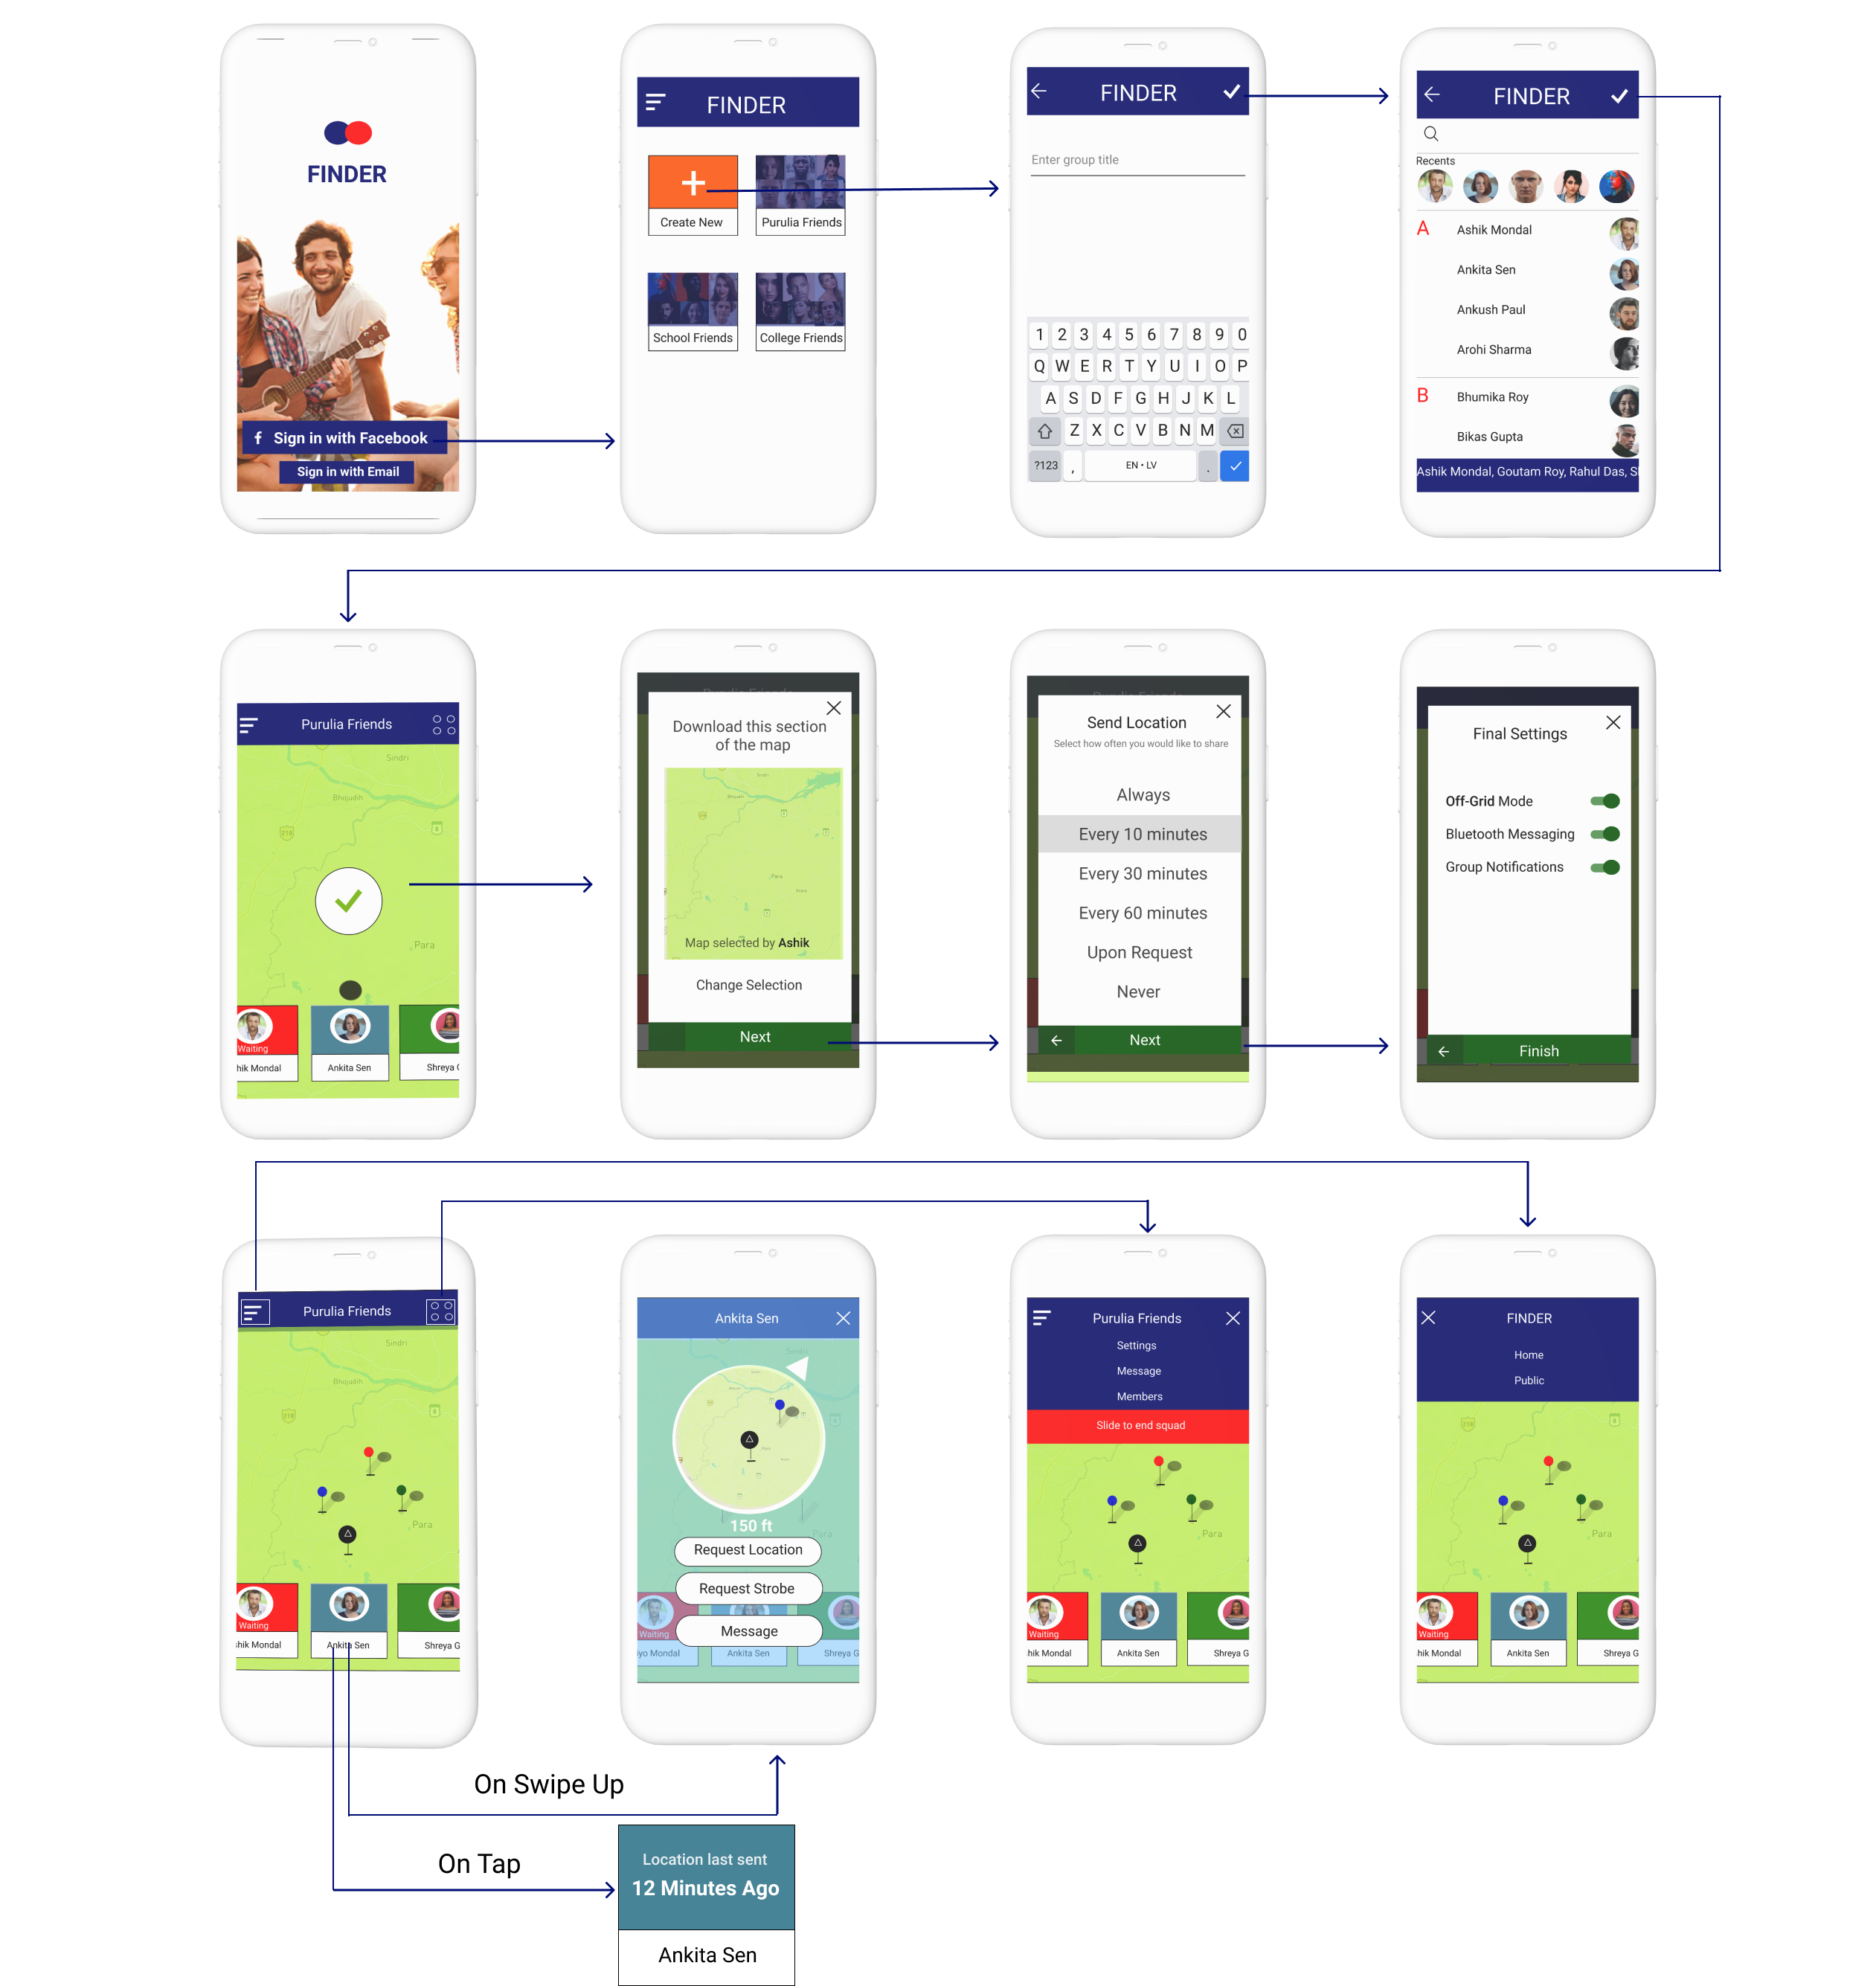 FINDER
Sign in with Facebook
Sign in with Email
FINDER
Create New
Purulia Friends
School Friends
College Friends
FINDER
Enter group title
1 2 3 4 5 6 7 8 9 0
Q W E R T Y U I O P
A S D F G H J K L
Z X C V B N M
?123 , EN • LV .
FINDER
Recents
A
Ashik Mondal
Ankita Sen
Ankush Paul
Arohi Sharma
B
Bhumika Roy
Bikas Gupta
Ashik Mondal, Goutam Roy, Rahul Das, S
Purulia Friends
Sindri
Bhojudih
218
Para
Waiting
hik Mondal
Ankita Sen
Shreya
Purulia Friends
Download this section
of the map
Sindri
Para
Map selected by Ashik
Change Selection
Next
Send Location
Select how often you would like to share
Always
Every 10 minutes
Every 30 minutes
Every 60 minutes
Upon Request
Never
Next
Final Settings
Off-Grid Mode
Bluetooth Messaging
Group Notifications
Finish
Purulia Friends
Sindri
Bhojudih
218
Para
Waiting
hik Mondal
Ankita Sen
Shreya G
Ankita Sen
Sindri
150 ft
Para
Request Location
Request Strobe
Message
Waiting
yo Mondal
Ankita Sen
Shreya G
Purulia Friends
Settings
Message
Members
Slide to end squad
Para
Waiting
hik Mondal
Ankita Sen
Shreya G
FINDER
Home
Public
218
Para
Waiting
hik Mondal
Ankita Sen
Shreya G
On Swipe Up
On Tap
Location last sent
12 Minutes Ago
Ankita Sen